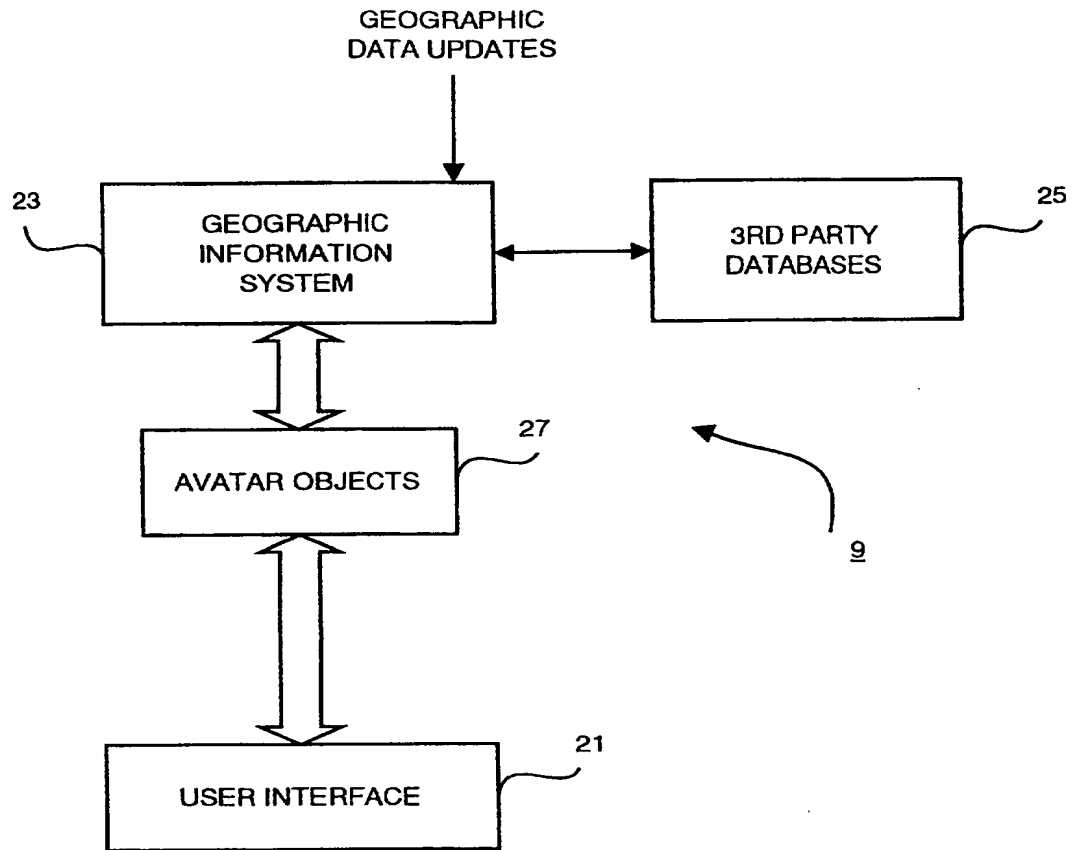 GEOGRAPHIC
DATA UPDATES
23
GEOGRAPHIC
INFORMATION
SYSTEM
3RD PARTY
DATABASES
25
AVATAR OBJECTS
27
9
USER INTERFACE
21